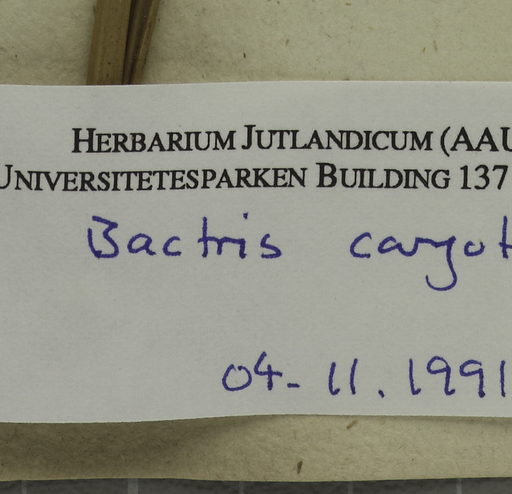 HERBARIUM JUTLANDICUM (AAU
UNIVERSITETESPARKEN BUILDING 137
Bactris caryot
04-11.1991